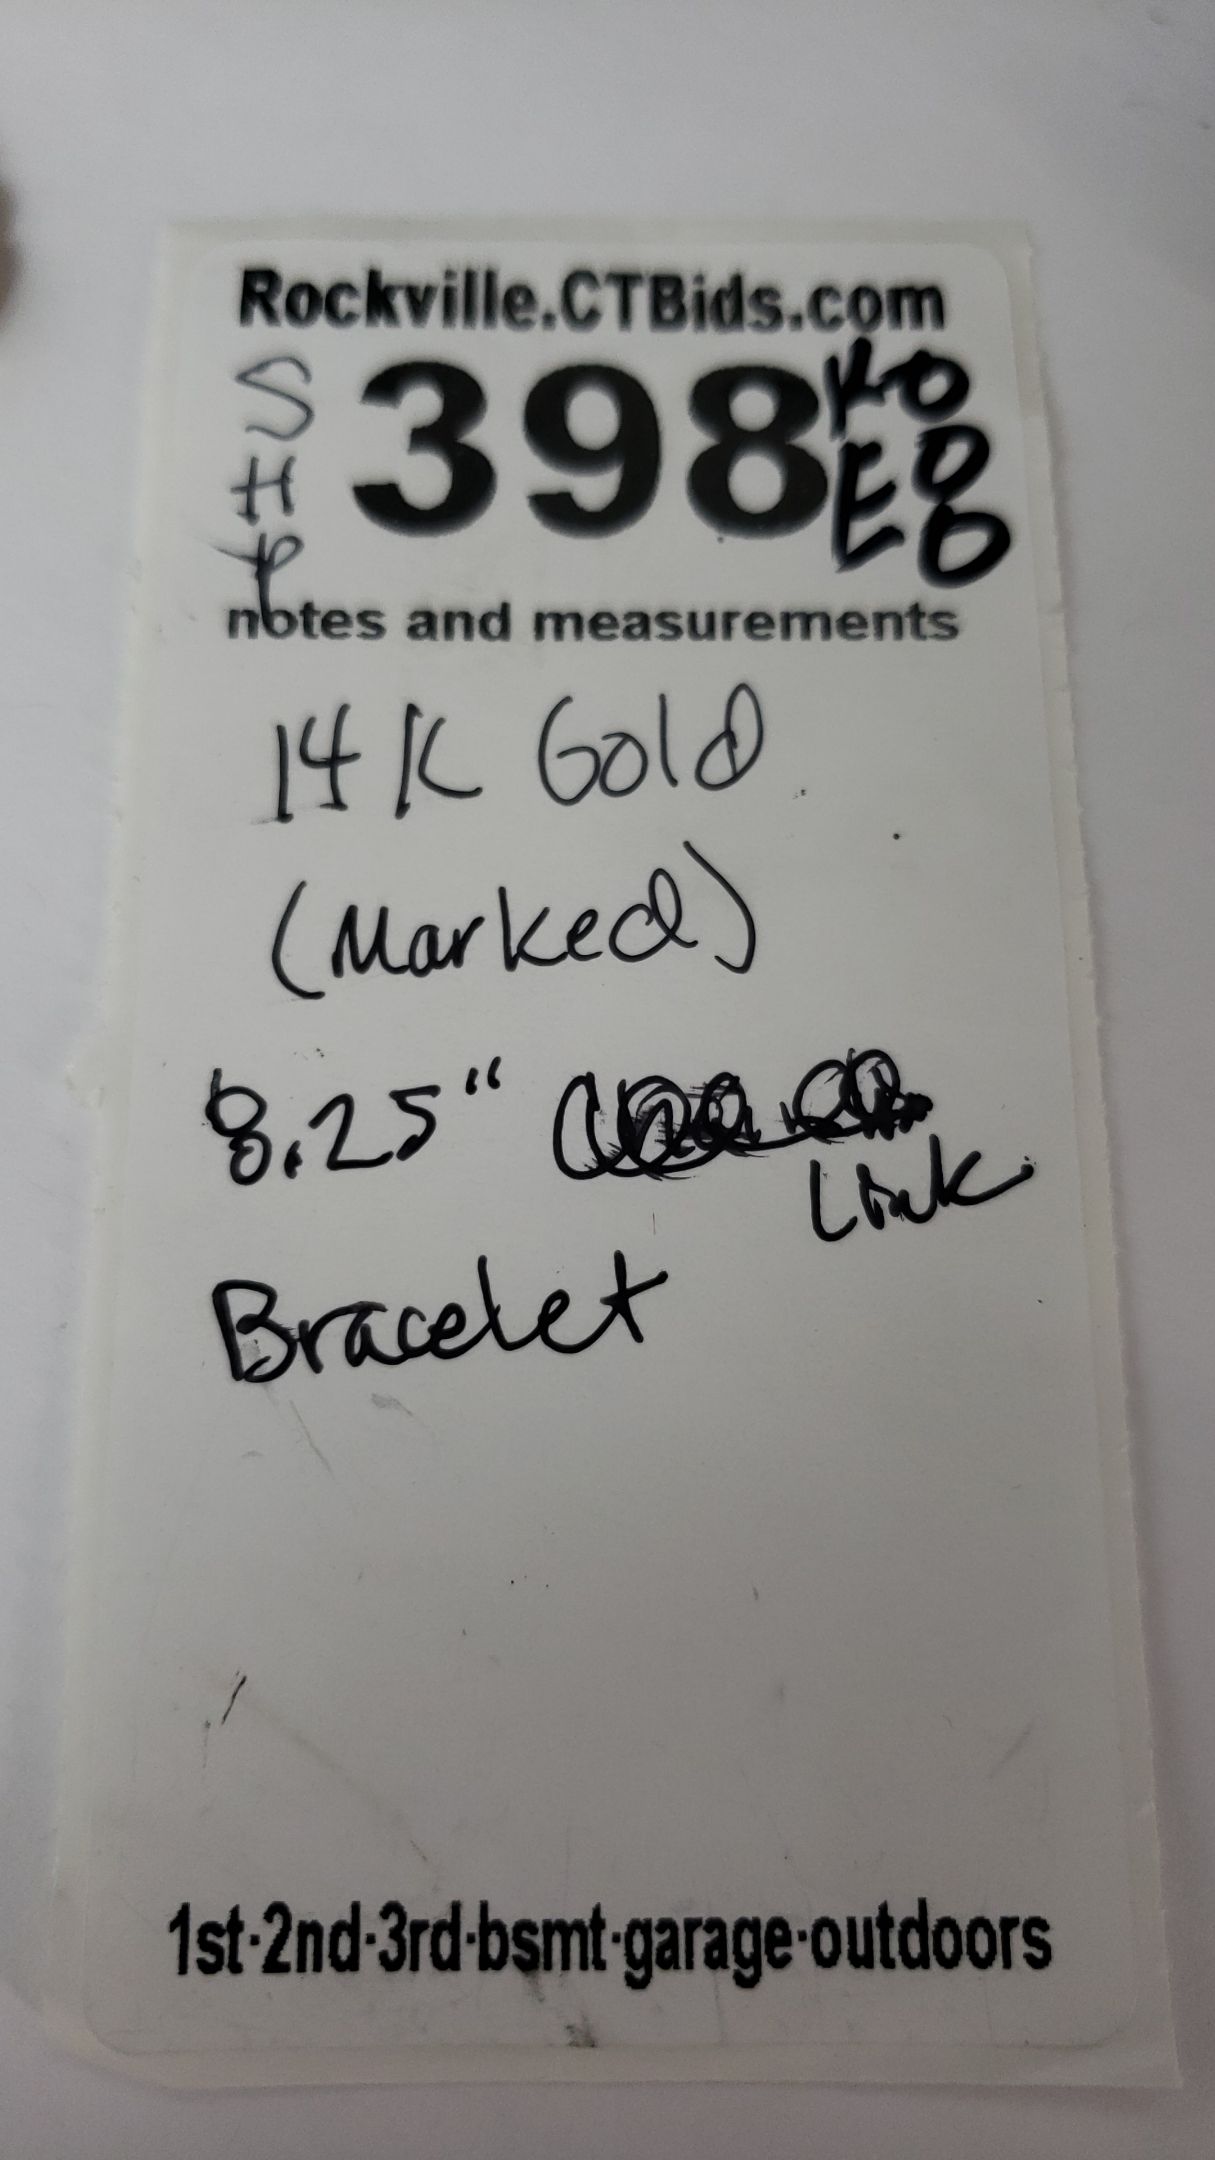 Rockville.CTBids.com
SHP
398
notes and measurements
14K Gold
(Marked)
8.25"
Link
Bracelet
1st·2nd·3rd·bsmt·garage·outdoors